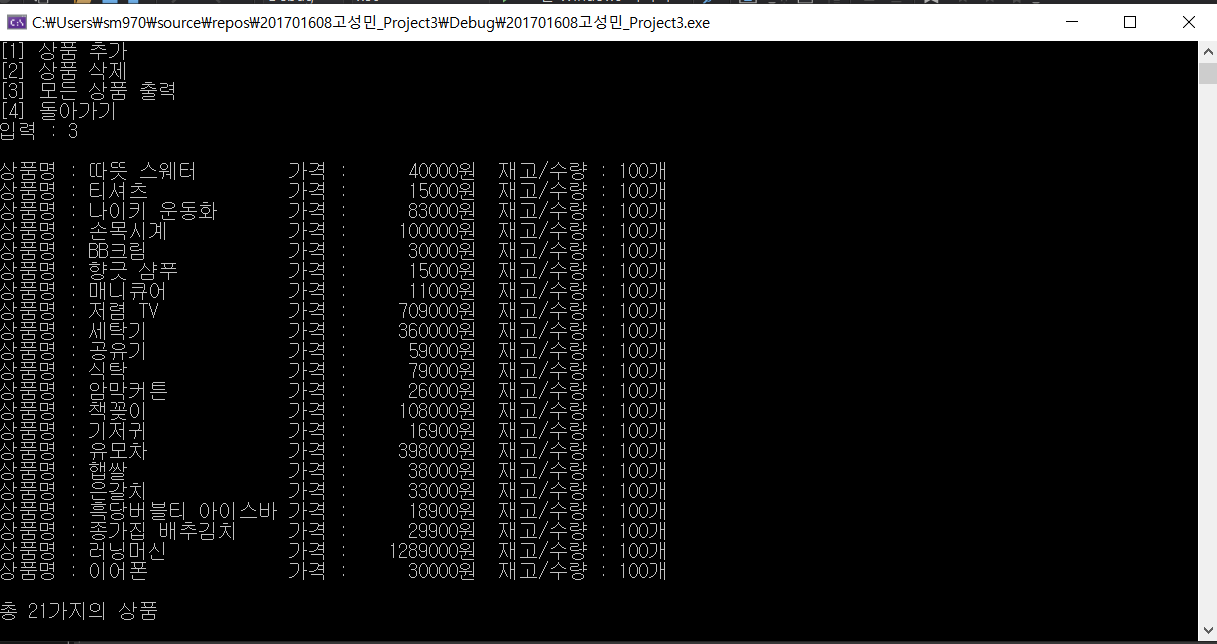 C:\Users\sm970\source\repos\201701608고성민_Project3\Debug\201701608고성민_Project3.exe
[1] 상품 추가
[2] 상품 삭제
[3] 모든 상품 출력
[4] 돌아가기
입력 : 3
상품명 : 따뜻 스웨터 가격 : 40000원 재고/수량 : 100개
상품명 : 티셔츠 가격 : 15000원 재고/수량 : 100개
상품명 : 나이키 운동화 가격 : 83000원 재고/수량 : 100개
상품명 : 손목시계 가격 : 100000원 재고/수량 : 100개
상품명 : BB크림 가격 : 30000원 재고/수량 : 100개
상품명 : 향긋 샴푸 가격 : 15000원 재고/수량 : 100개
상품명 : 매니큐어 가격 : 11000원 재고/수량 : 100개
상품명 : 저렴 TV 가격 : 709000원 재고/수량 : 100개
상품명 : 세탁기 가격 : 360000원 재고/수량 : 100개
상품명 : 공유기 가격 : 59000원 재고/수량 : 100개
상품명 : 식탁 가격 : 79000원 재고/수량 : 100개
상품명 : 암막커튼 가격 : 26000원 재고/수량 : 100개
상품명 : 책꽂이 가격 : 108000원 재고/수량 : 100개
상품명 : 기저귀 가격 : 16900원 재고/수량 : 100개
상품명 : 유모차 가격 : 398000원 재고/수량 : 100개
상품명 : 햅쌀 가격 : 38000원 재고/수량 : 100개
상품명 : 은갈치 가격 : 33000원 재고/수량 : 100개
상품명 : 흑당버블티 아이스바 가격 : 18900원 재고/수량 : 100개
상품명 : 종가집 배추김치 가격 : 29900원 재고/수량 : 100개
상품명 : 러닝머신 가격 : 1289000원 재고/수량 : 100개
상품명 : 이어폰 가격 : 30000원 재고/수량 : 100개
총 21가지의 상품